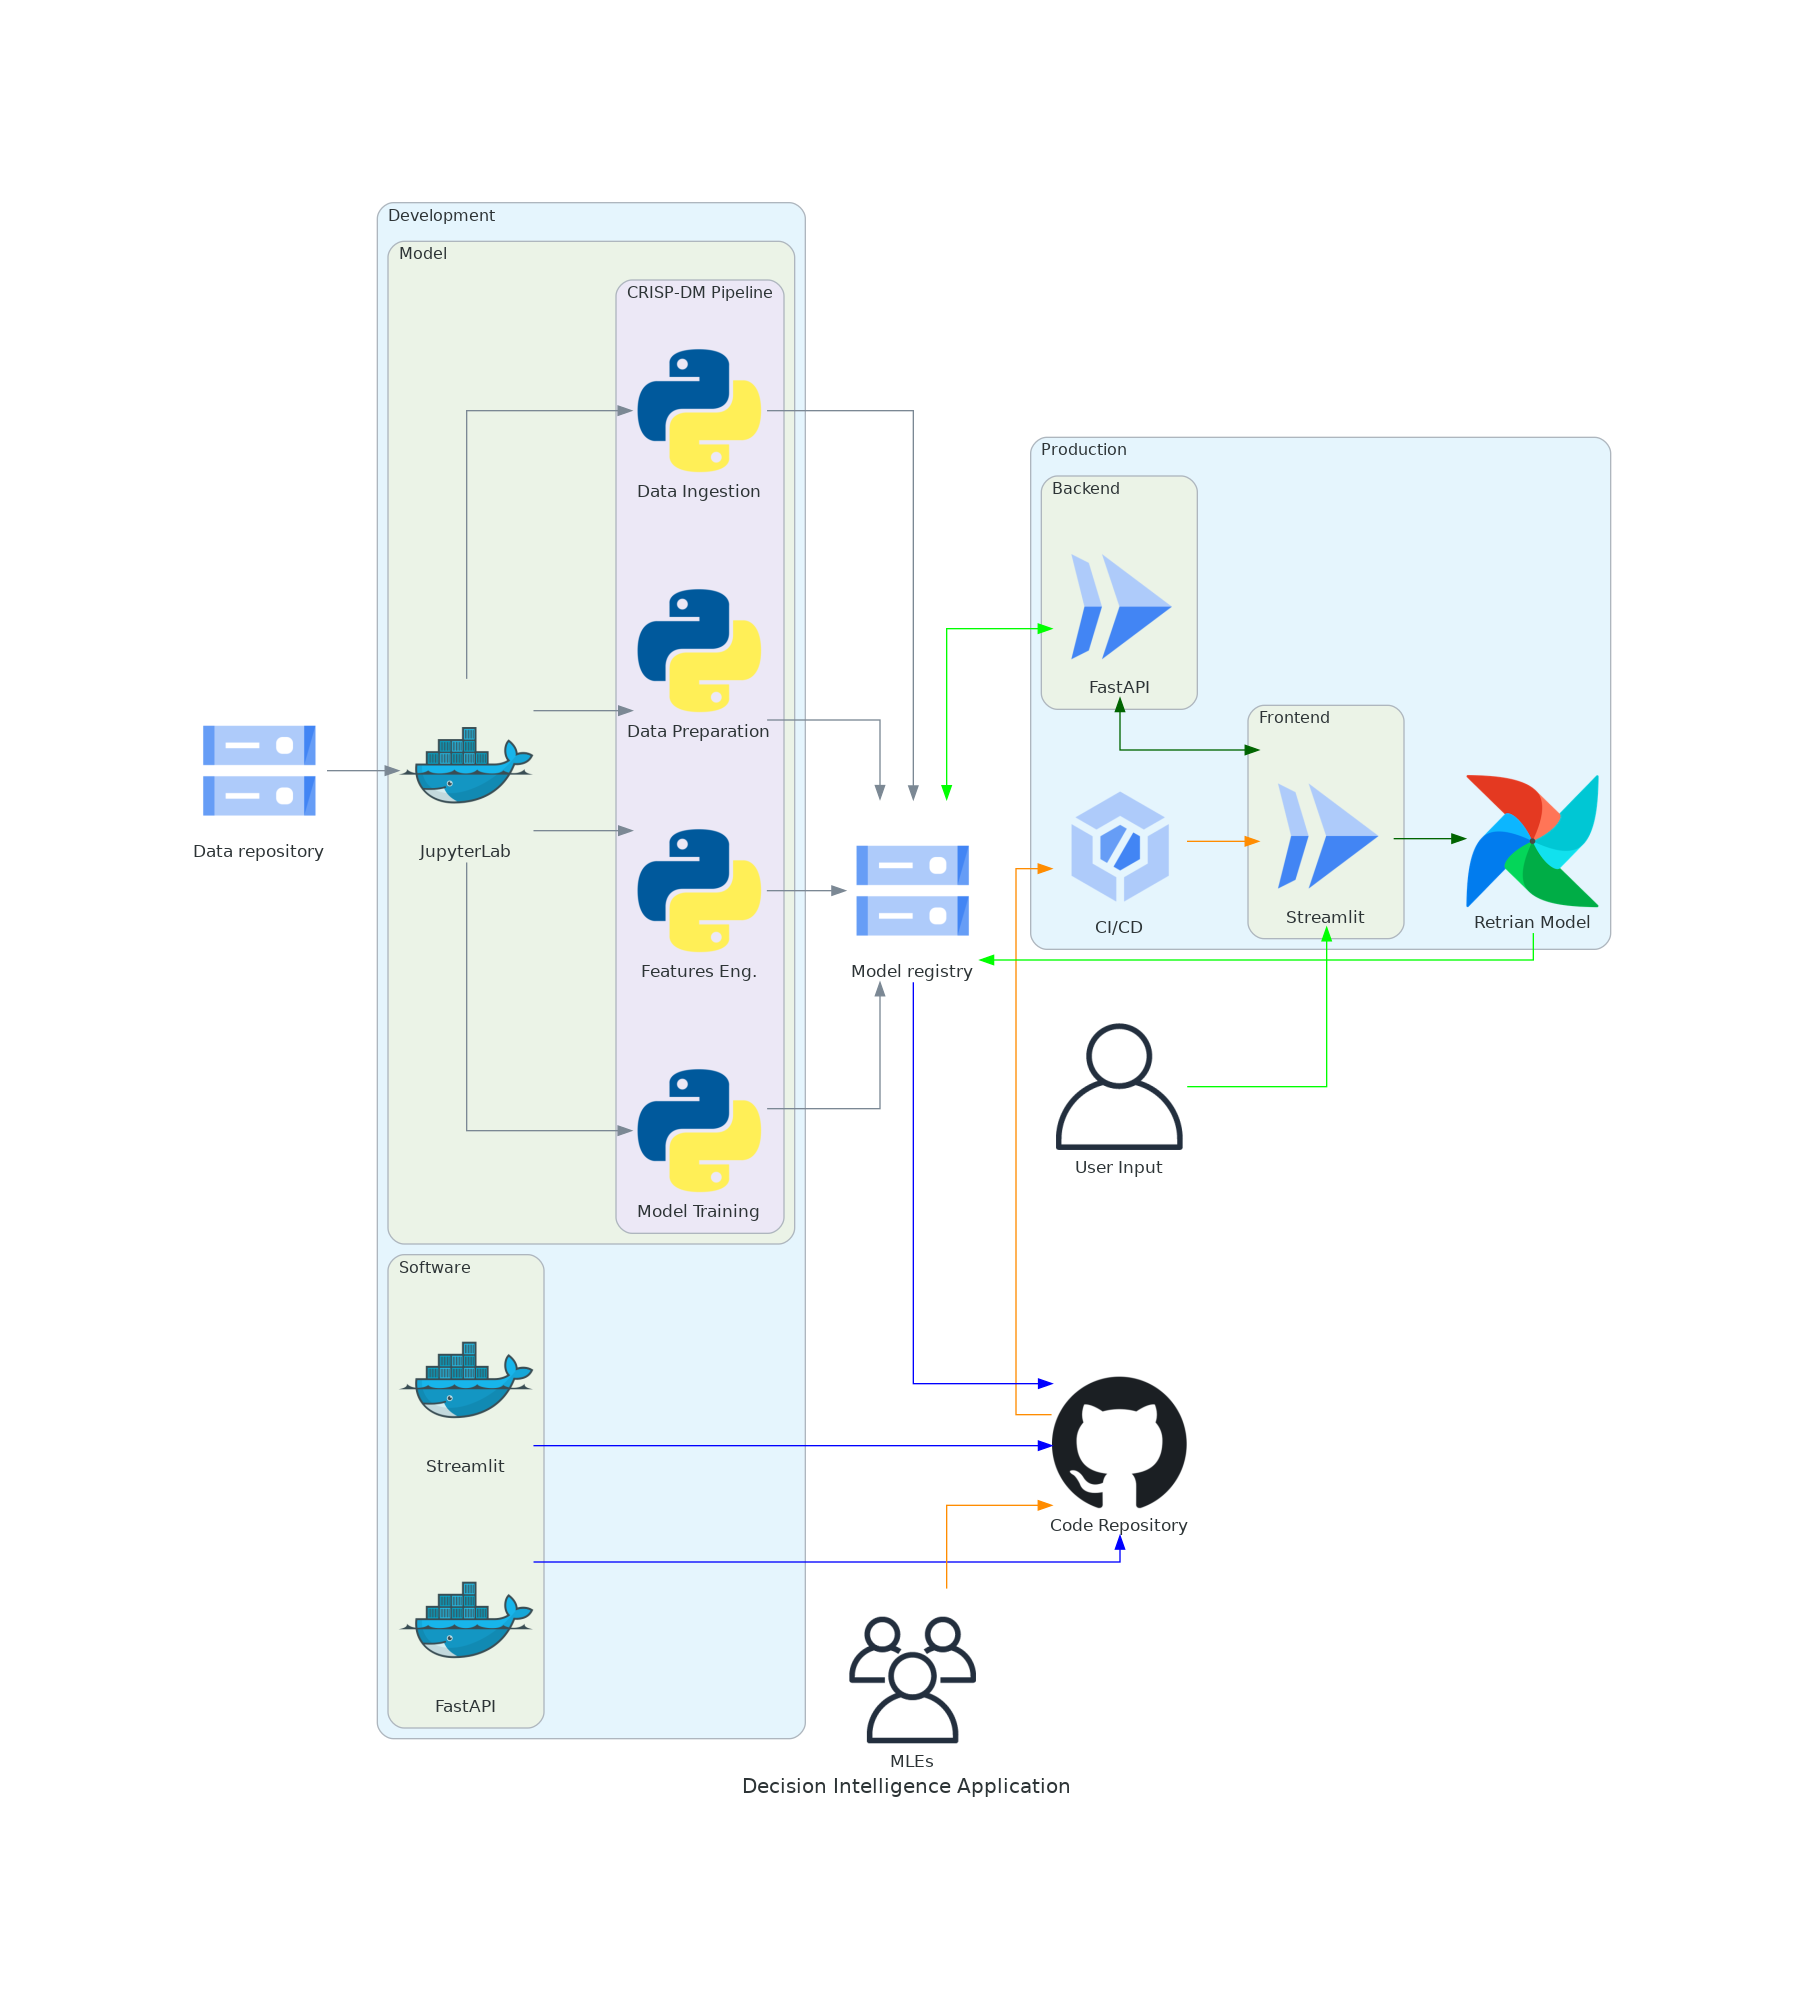 Development
Model
CRISP-DM Pipeline
Data Ingestion
Production
Backend
FastAPI
Frontend
Data Preparation
Data repository
JupyterLab
Streamlit
Retrian Model
CI/CD
Features Eng.
Model registry
User Input
Model Training
Software
Streamlit
Code Repository
FastAPI
MLEs
Decision Intelligence Application